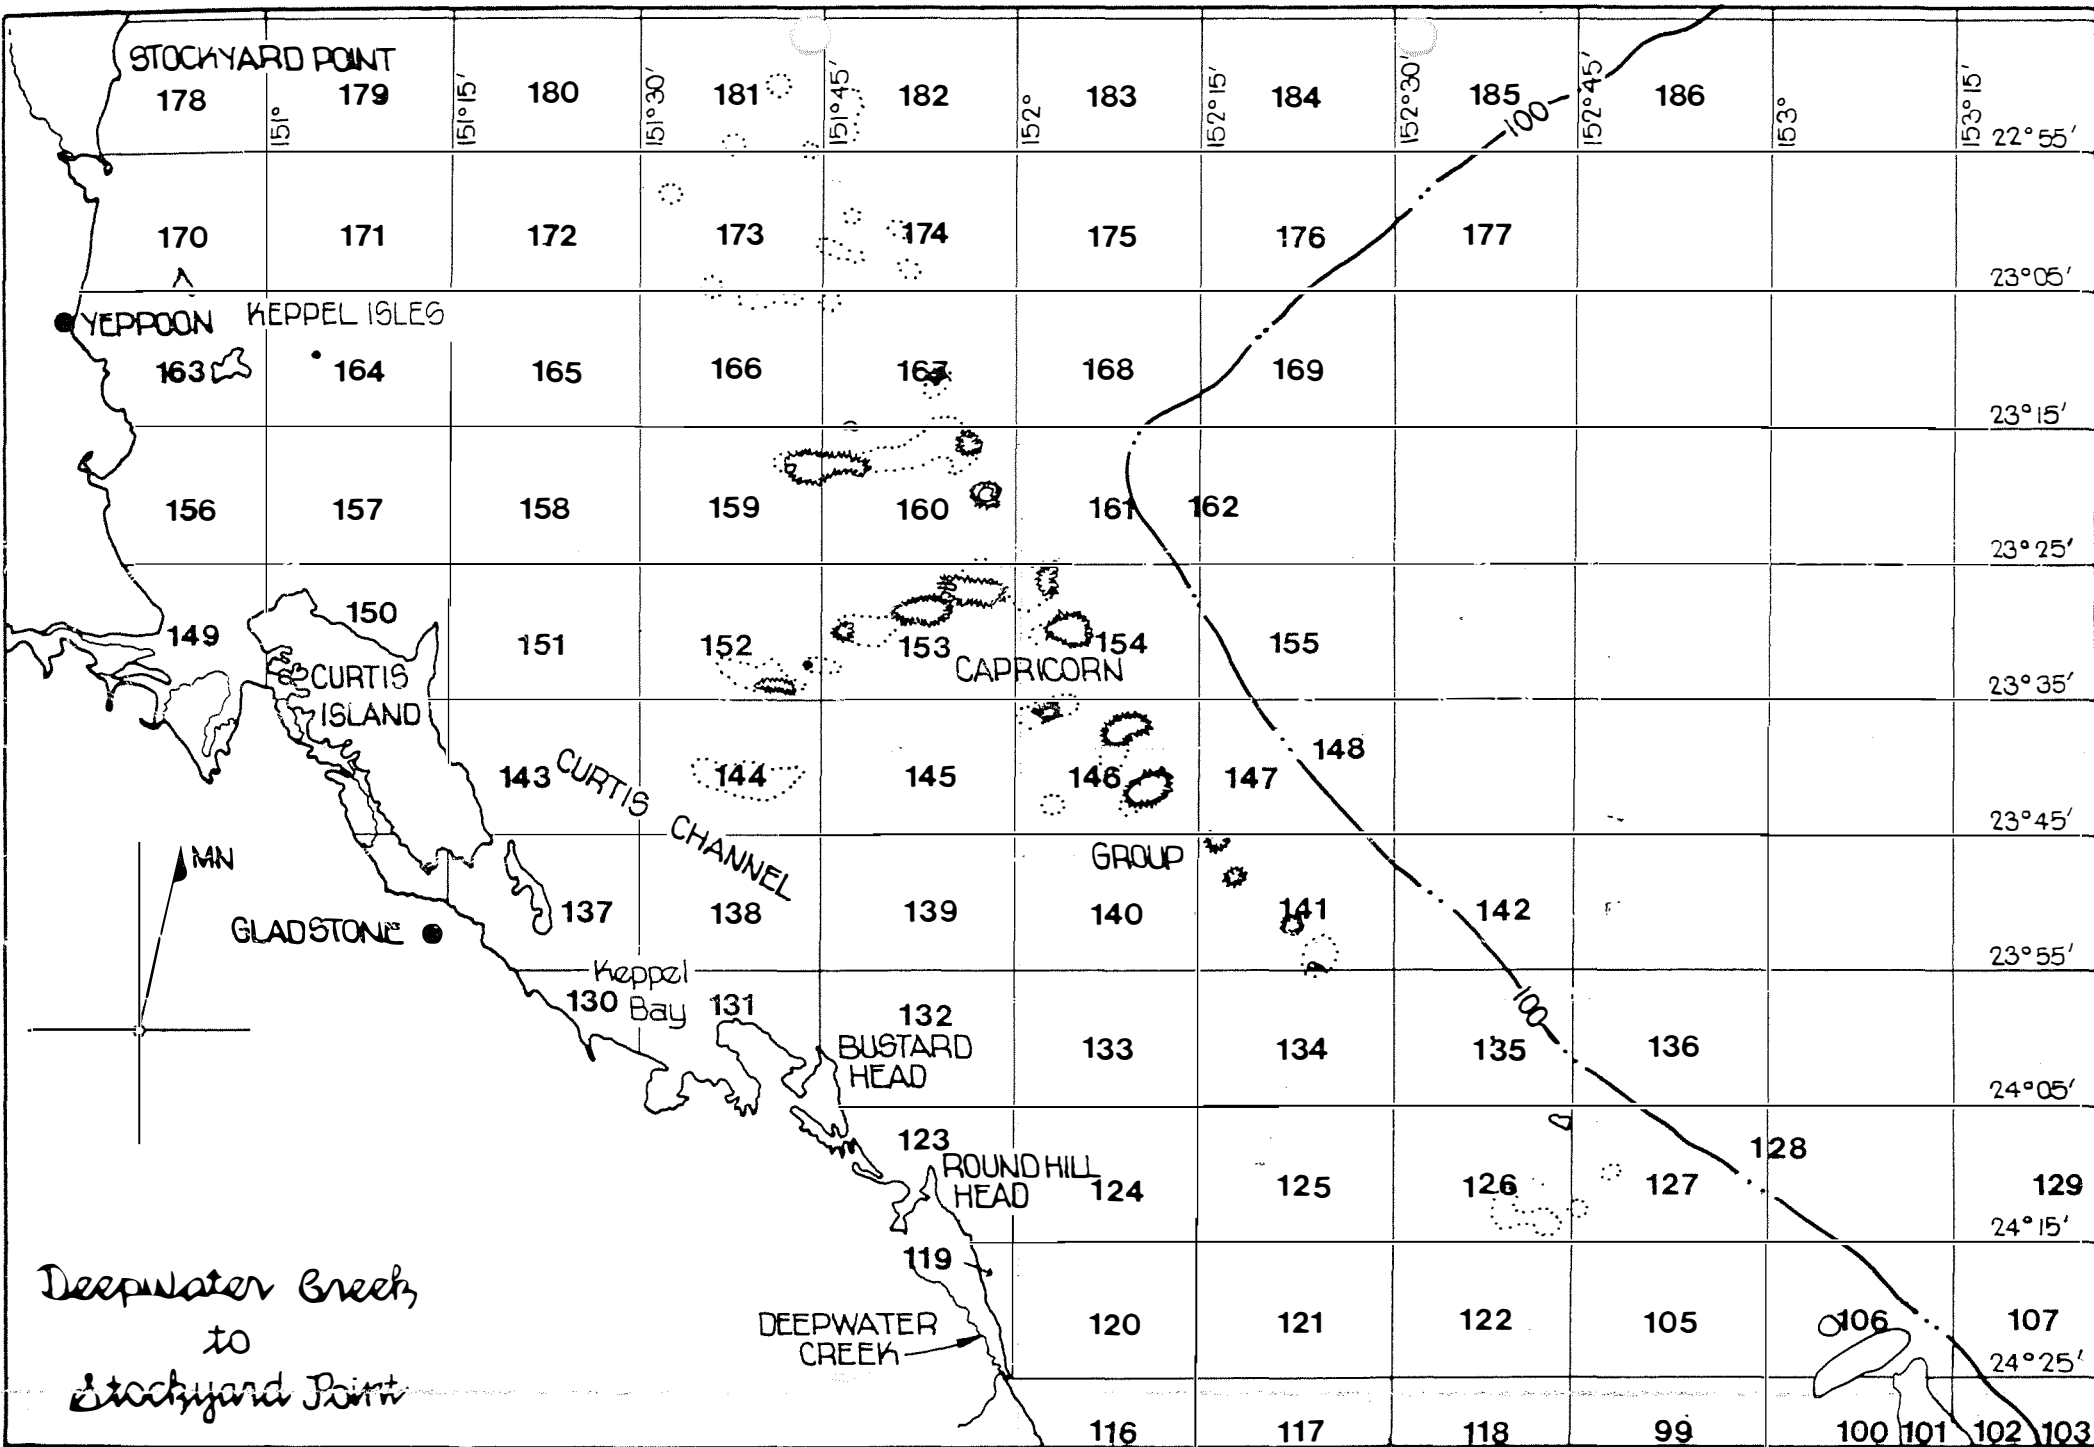 STOCKYARD POINT
178 179 180 181 182 183 184 185 186
151° 151°15′ 151°30′ 151°45′ 152° 152°15′ 152°30′ 152°45′ 153° 153°15′
100
22°55′
170 171 172 173 174 175 176 177
23°05′
YEPPOON KEPPEL ISLES
163 164 165 166 167 168 169
23°15′
156 157 158 159 160 161 162
23°25′
149 150 151 152 153 154 155
CURTIS
ISLAND
CAPRICORN
23°35′
143 144 145 146 147 148
CURTIS CHANNEL
23°45′
MN
GROUP
GLADSTONE
137 138 139 140 141 142
23°55′
Keppel
Bay
130 131 132 133 134 135 136
100
BUSTARD
HEAD
24°05′
123 124 125 126 127 128 129
ROUND HILL
HEAD
24°15′
119 120 121 122 105 106 107
DEEPWATER
CREEK
24°25′
116 117 118 99 100 101 102 103
Deepwater Creek
to
Stockyard Point